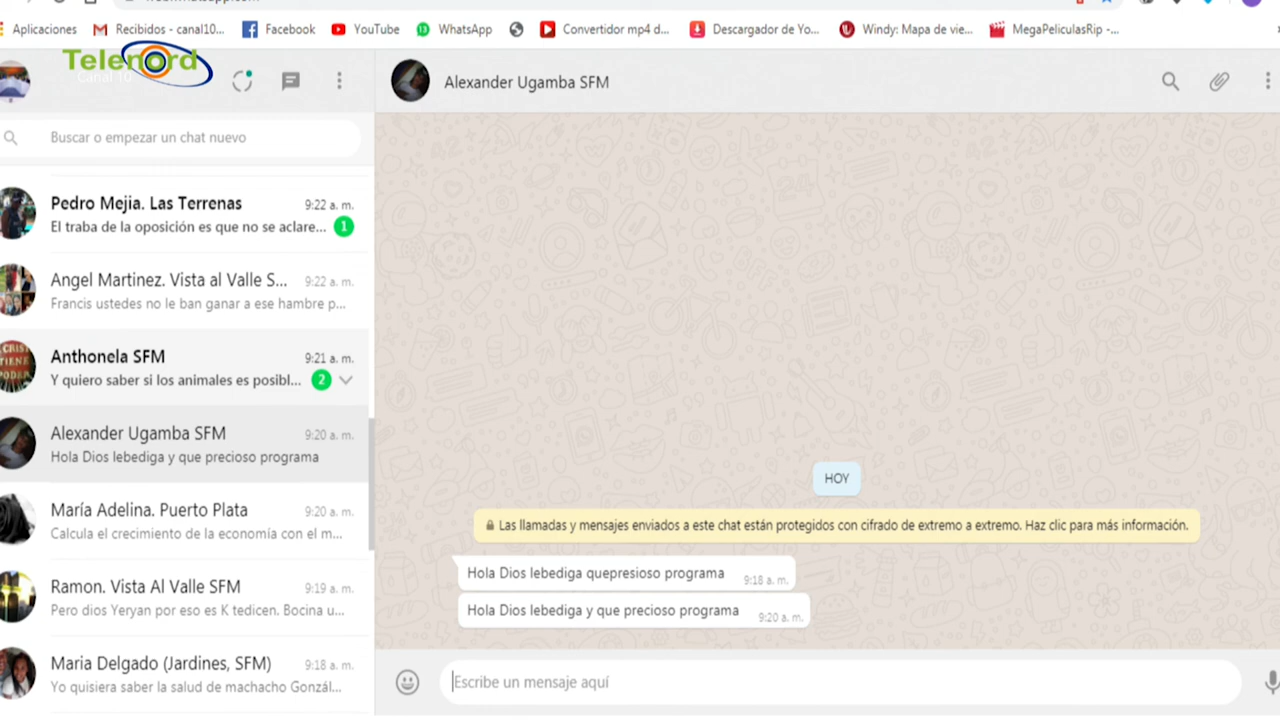 Aplicaciones
Recibidos - canal10...
Facebook
YouTube
WhatsApp
Convertidor mp4 d...
Descargador de Yo...
Windy: Mapa de vie...
MegaPeliculasRip -...
Telenord
Canal 10
Buscar o empezar un chat nuevo
Pedro Mejia. Las Terrenas 9:22 a. m.
El traba de la oposición es que no se aclare... 1
Angel Martinez. Vista al Valle S... 9:22 a. m.
Francis ustedes no le ban ganar a ese hambre p...
Anthonela SFM 9:21 a. m.
Y quiero saber si los animales es posibl... 2
Alexander Ugamba SFM 9:20 a. m.
Hola Dios lebediga y que precioso programa
María Adelina. Puerto Plata 9:20 a. m.
Calcula el crecimiento de la economía con el m...
Ramon. Vista Al Valle SFM 9:19 a. m.
Pero dios Yeryan por eso es K tedicen. Bocina u...
Maria Delgado (Jardines, SFM) 9:18 a. m.
Yo quisiera saber la salud de machacho Gonzál...
Alexander Ugamba SFM
HOY
Las llamadas y mensajes enviados a este chat están protegidos con cifrado de extremo a extremo. Haz clic para más información.
Hola Dios lebediga quepresioso programa 9:18 a. m.
Hola Dios lebediga y que precioso programa 9:20 a. m.
Escribe un mensaje aquí